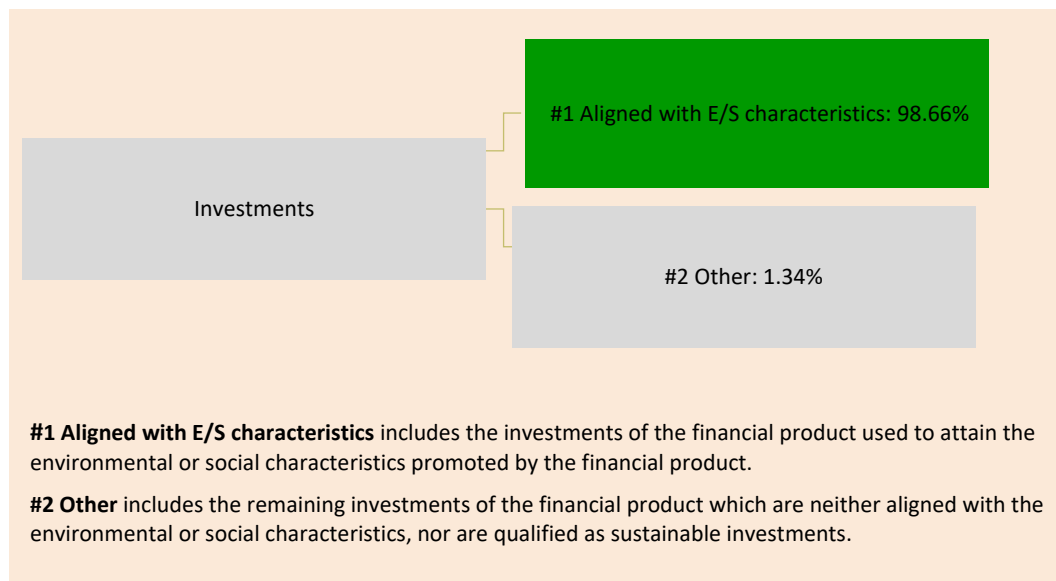 #1 Aligned with E/S characteristics: 98.66%
Investments
#2 Other: 1.34%
#1 Aligned with E/S characteristics includes the investments of the financial product used to attain the
environmental or social characteristics promoted by the financial product.
#2 Other includes the remaining investments of the financial product which are neither aligned with the
environmental or social characteristics, nor are qualified as sustainable investments.